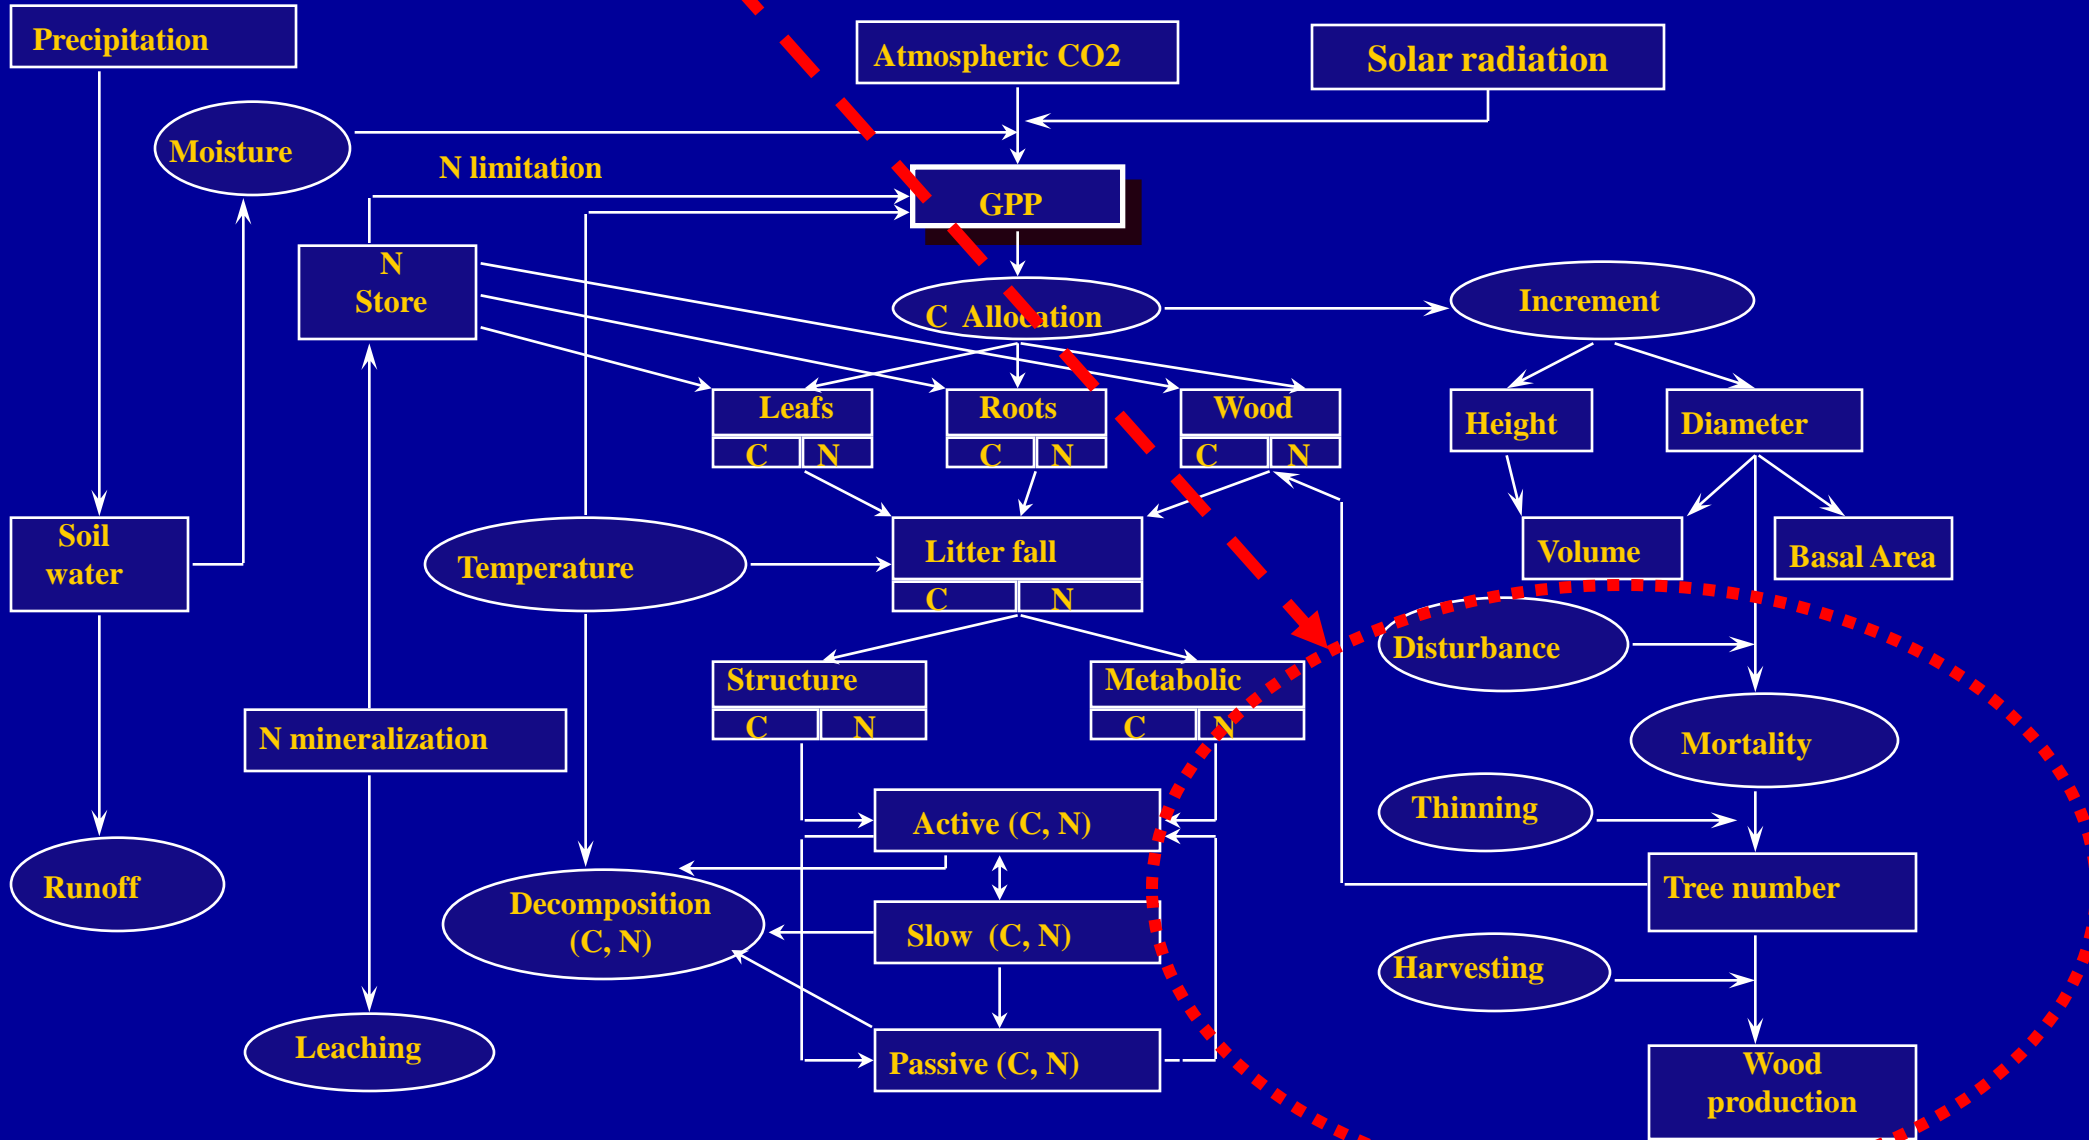 Precipitation
Atmospheric CO2
Solar radiation
Moisture
N limitation
GPP
N
Store
C Allocation
Increment
Leafs
C N
Roots
C N
Wood
C N
Height
Diameter
Soil
water
Temperature
Litter fall
C N
Volume
Basal Area
Disturbance
Structure
C N
Metabolic
C N
N mineralization
Mortality
Thinning
Active (C, N)
Runoff
Decomposition
(C, N)
Tree number
Slow (C, N)
Harvesting
Leaching
Passive (C, N)
Wood
production